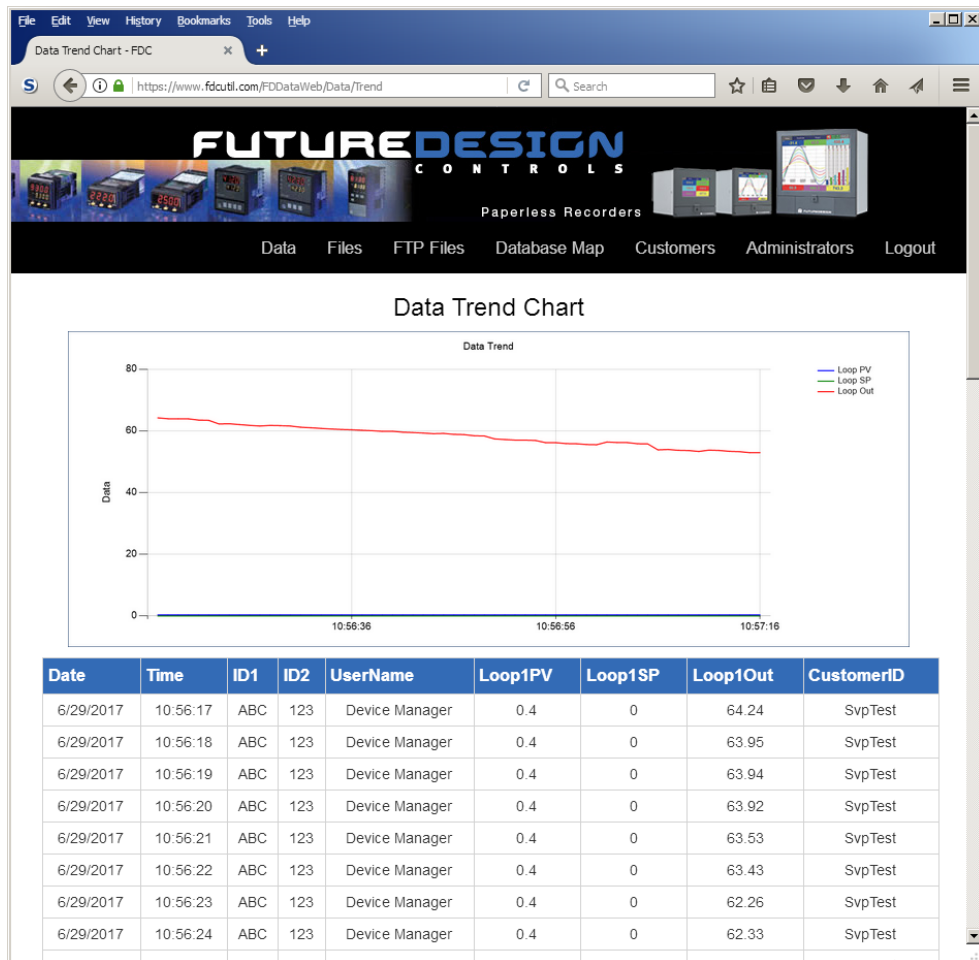 File Edit View History Bookmarks Tools Help
Data Trend Chart - FDC
S https://www.fdcutil.com/FDDataWeb/Data/Trend Search
FUTUREDESIGN
CONTROLS
Paperless Recorders
Data Files FTP Files Database Map Customers Administrators Logout
Data Trend Chart
Data Trend
80
60
40
20
0
Data
10:56:36 10:56:56 10:57:16
Loop PV
Loop SP
Loop Out
Date Time ID1 ID2 UserName Loop1PV Loop1SP Loop1Out CustomerID
6/29/2017 10:56:17 ABC 123 Device Manager 0.4 0 64.24 SvpTest
6/29/2017 10:56:18 ABC 123 Device Manager 0.4 0 63.95 SvpTest
6/29/2017 10:56:19 ABC 123 Device Manager 0.4 0 63.94 SvpTest
6/29/2017 10:56:20 ABC 123 Device Manager 0.4 0 63.92 SvpTest
6/29/2017 10:56:21 ABC 123 Device Manager 0.4 0 63.53 SvpTest
6/29/2017 10:56:22 ABC 123 Device Manager 0.4 0 63.43 SvpTest
6/29/2017 10:56:23 ABC 123 Device Manager 0.4 0 62.26 SvpTest
6/29/2017 10:56:24 ABC 123 Device Manager 0.4 0 62.33 SvpTest